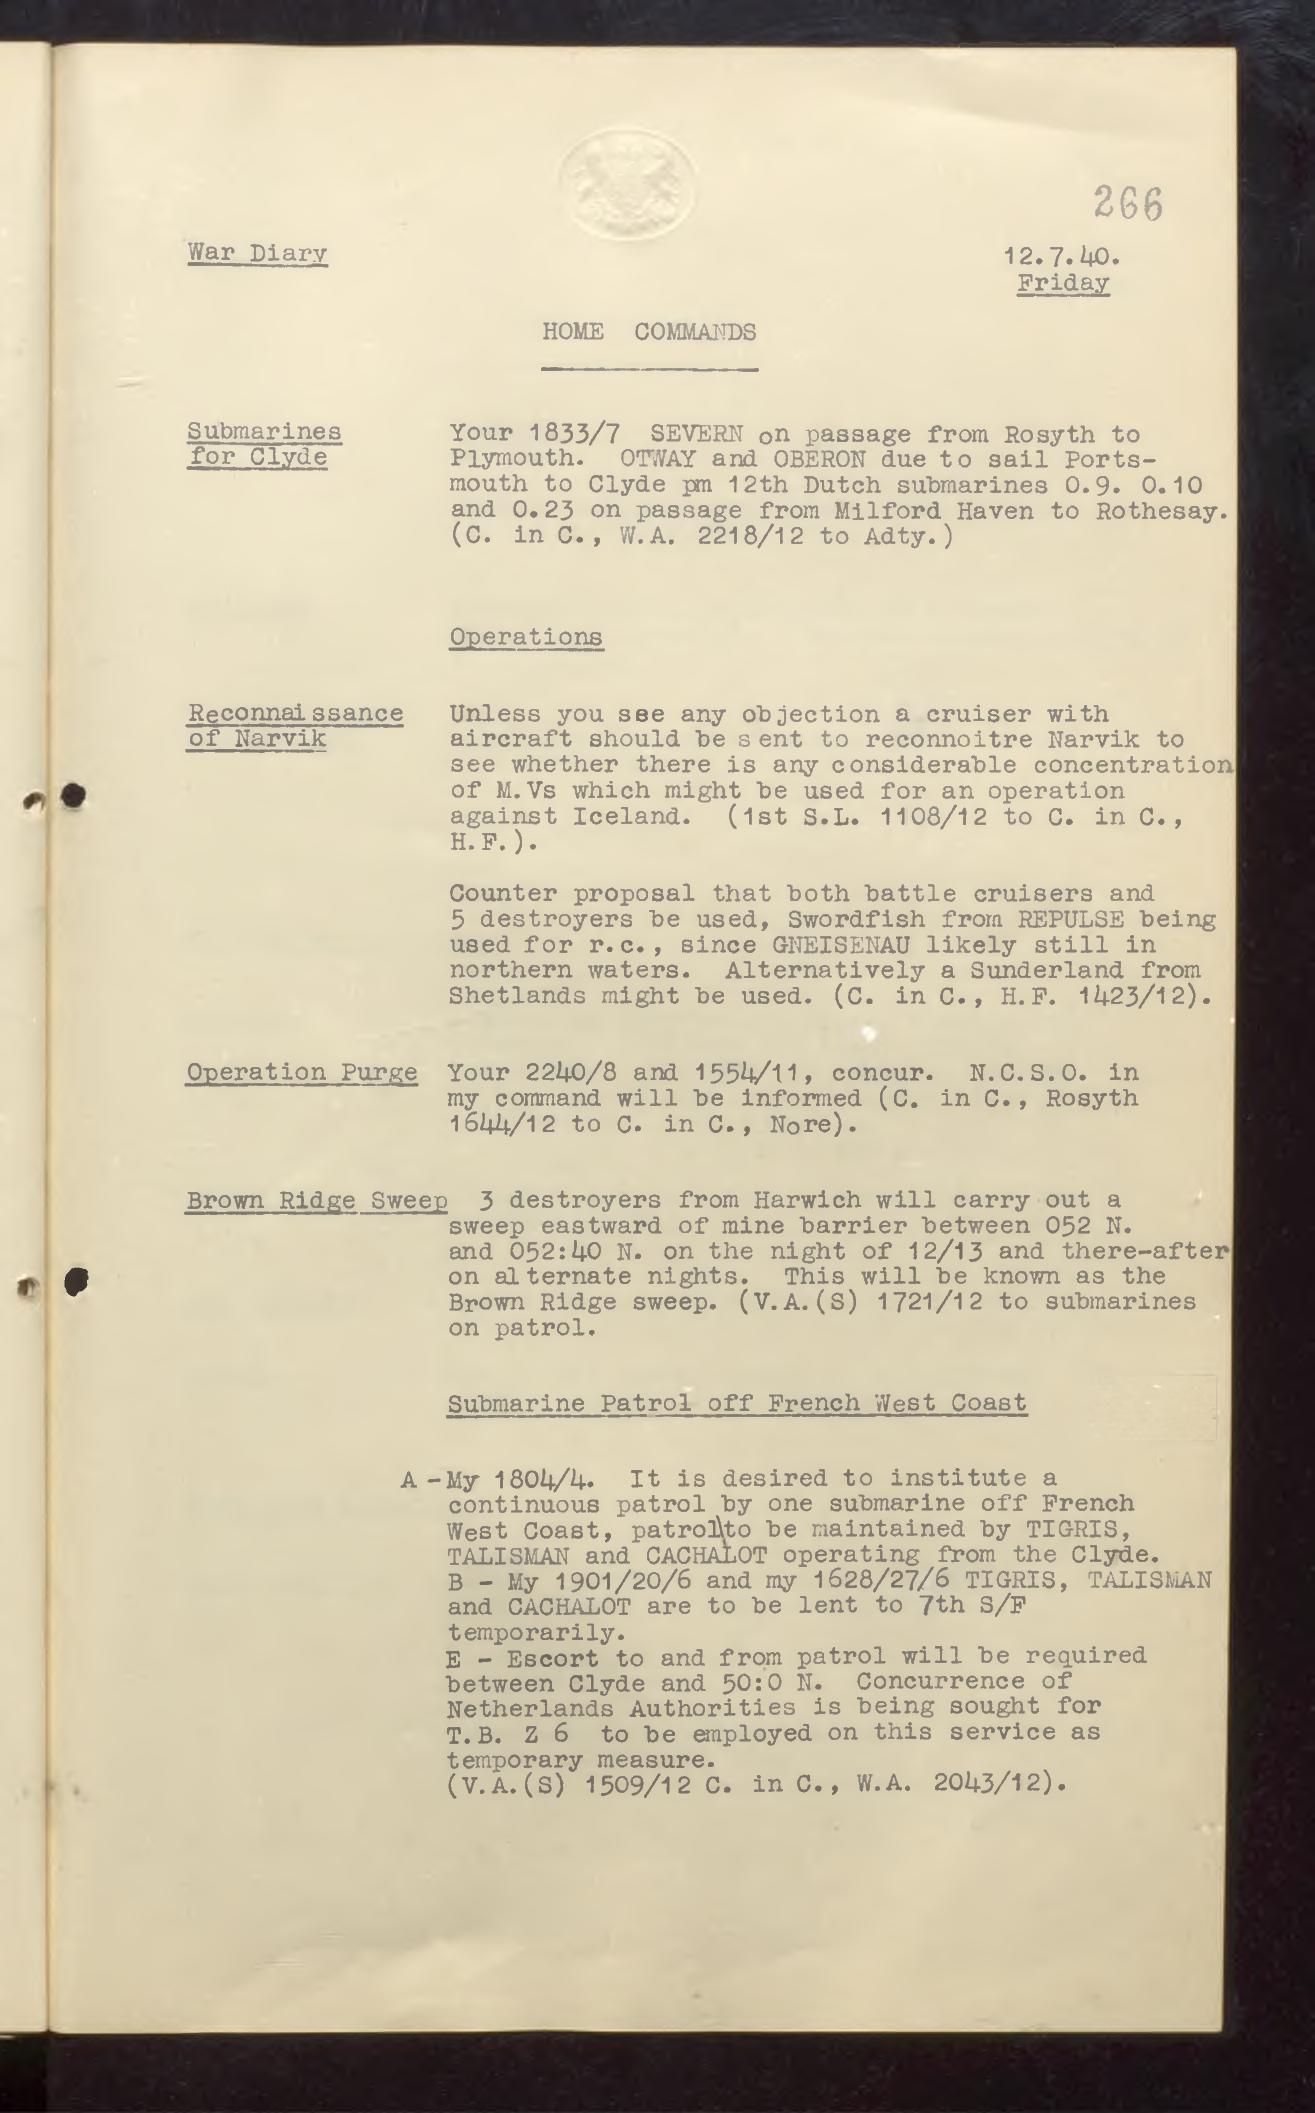 266
War Diary
12.7.40.
Friday
HOME COMMANDS
Submarines
for Clyde
Your 1833/7 SEVERN on passage from Rosyth to
Plymouth. OTWAY and OBERON due to sail Ports-
mouth to Clyde pm 12th Dutch submarines O.9. O.10
and O.23 on passage from Milford Haven to Rothesay.
(C. in C., W.A. 2218/12 to Adty.)
Operations
Reconnaissance
of Narvik
Unless you see any objection a cruiser with
aircraft should be sent to reconnoitre Narvik to
see whether there is any considerable concentration
of M.Vs which might be used for an operation
against Iceland. (1st S.L. 1108/12 to C. in C.,
H.F.).
Counter proposal that both battle cruisers and
5 destroyers be used, Swordfish from REPULSE being
used for r.c., since GNEISENAU likely still in
northern waters. Alternatively a Sunderland from
Shetlands might be used. (C. in C., H.F. 1423/12).
Operation Purge Your 2240/8 and 1554/11, concur. N.C.S.O. in
my command will be informed (C. in C., Rosyth
1644/12 to C. in C., Nore).
Brown Ridge Sweep 3 destroyers from Harwich will carry out a
sweep eastward of mine barrier between 052 N.
and 052:40 N. on the night of 12/13 and there-after
on alternate nights. This will be known as the
Brown Ridge sweep. (V.A.(S) 1721/12 to submarines
on patrol.
Submarine Patrol off French West Coast
A - My 1804/4. It is desired to institute a
continuous patrol by one submarine off French
West Coast, patrol\to be maintained by TIGRIS,
TALISMAN and CACHALOT operating from the Clyde.
B - My 1901/20/6 and my 1628/27/6 TIGRIS, TALISMAN
and CACHALOT are to be lent to 7th S/F
temporarily.
E - Escort to and from patrol will be required
between Clyde and 50:0 N. Concurrence of
Netherlands Authorities is being sought for
T.B. Z 6 to be employed on this service as
temporary measure.
(V.A.(S) 1509/12 C. in C., W.A. 2043/12).